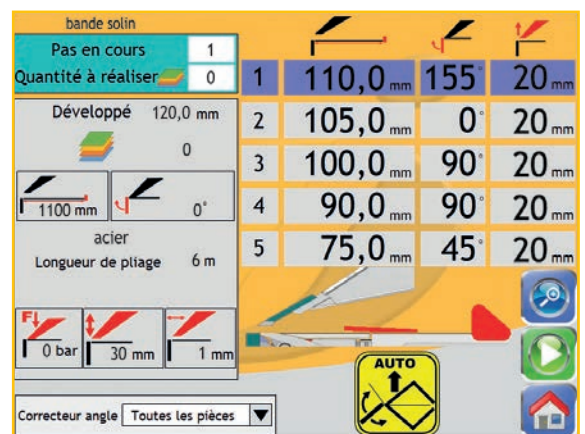 bande solin
Pas en cours 1
Quantité à réaliser 0
Développé 120,0 mm
0
1100 mm 0°
acier
Longueur de pliage 6 m
F
0 bar 30 mm 1 mm
Correcteur angle Toutes les pièces
1 110,0 mm 155° 20 mm
2 105,0 mm 0° 20 mm
3 100,0 mm 90° 20 mm
4 90,0 mm 90° 20 mm
5 75,0 mm 45° 20 mm
AUTO